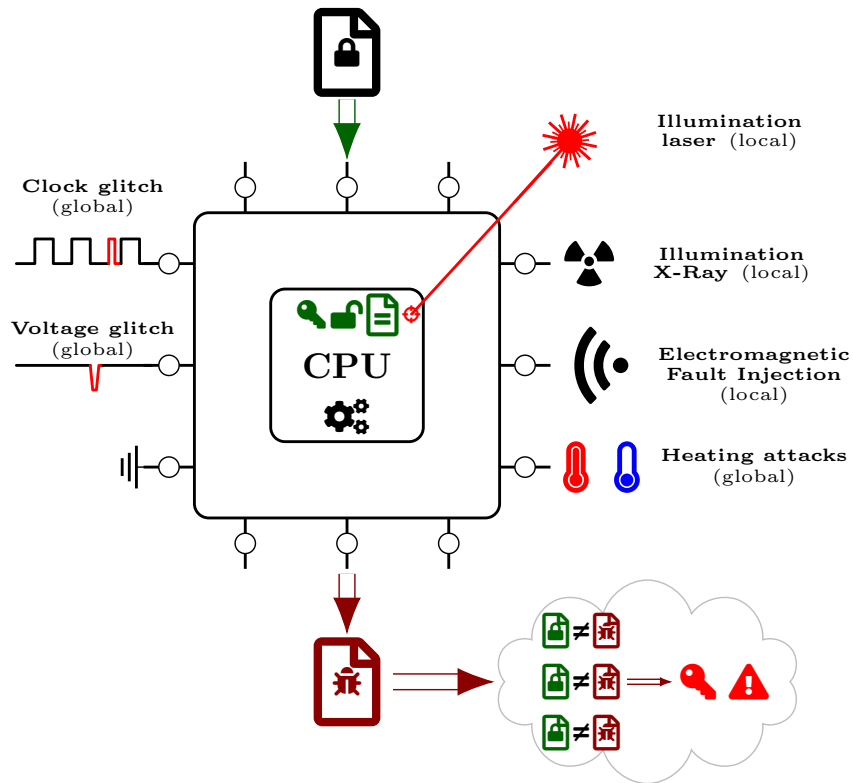 Clock glitch
(global)
Voltage glitch
(global)
CPU
Illumination
laser (local)
Illumination
X-Ray (local)
Electromagnetic
Fault Injection
(local)
Heating attacks
(global)
≠
≠
≠